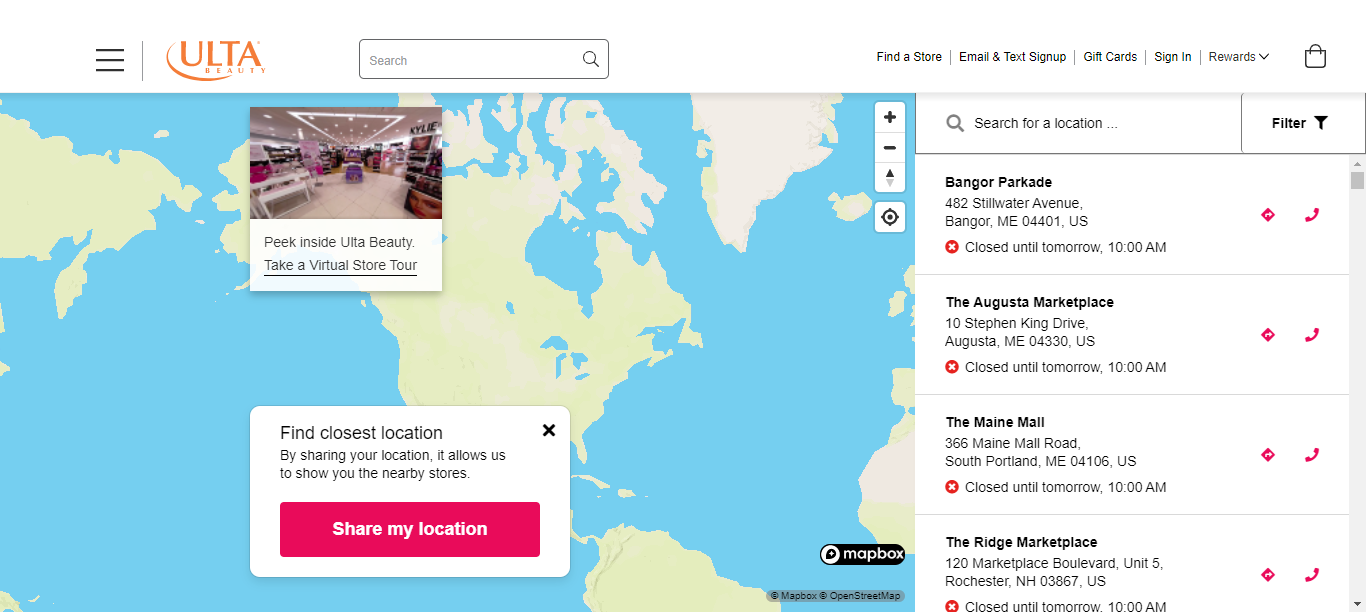 ULTA
BEAUTY
Search
Find a Store
Email & Text Signup
Gift Cards
Sign In
Rewards
KYLIE
Peek inside Ulta Beauty.
Take a Virtual Store Tour
Find closest location
By sharing your location, it allows us
to show you the nearby stores.
Share my location
mapbox
© Mapbox © OpenStreetMap
Search for a location ...
Filter
Bangor Parkade
482 Stillwater Avenue,
Bangor, ME 04401, US
Closed until tomorrow, 10:00 AM
The Augusta Marketplace
10 Stephen King Drive,
Augusta, ME 04330, US
Closed until tomorrow, 10:00 AM
The Maine Mall
366 Maine Mall Road,
South Portland, ME 04106, US
Closed until tomorrow, 10:00 AM
The Ridge Marketplace
120 Marketplace Boulevard, Unit 5,
Rochester, NH 03867, US
Closed until tomorrow, 10:00 AM